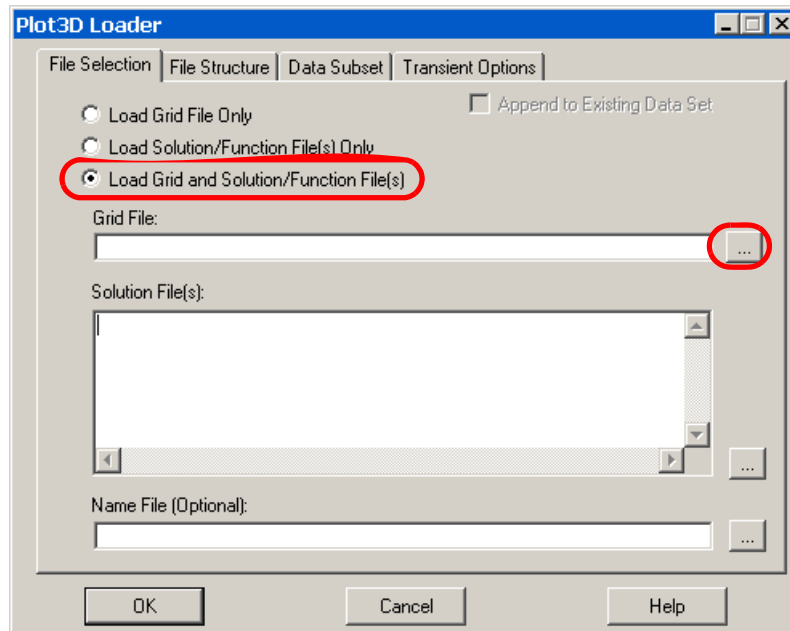 Plot3D Loader
File Selection File Structure Data Subset Transient Options
Load Grid File Only
Append to Existing Data Set
Load Solution/Function File(s) Only
Load Grid and Solution/Function File(s)
Grid File:
...
Solution File(s):
...
Name File (Optional):
...
OK Cancel Help